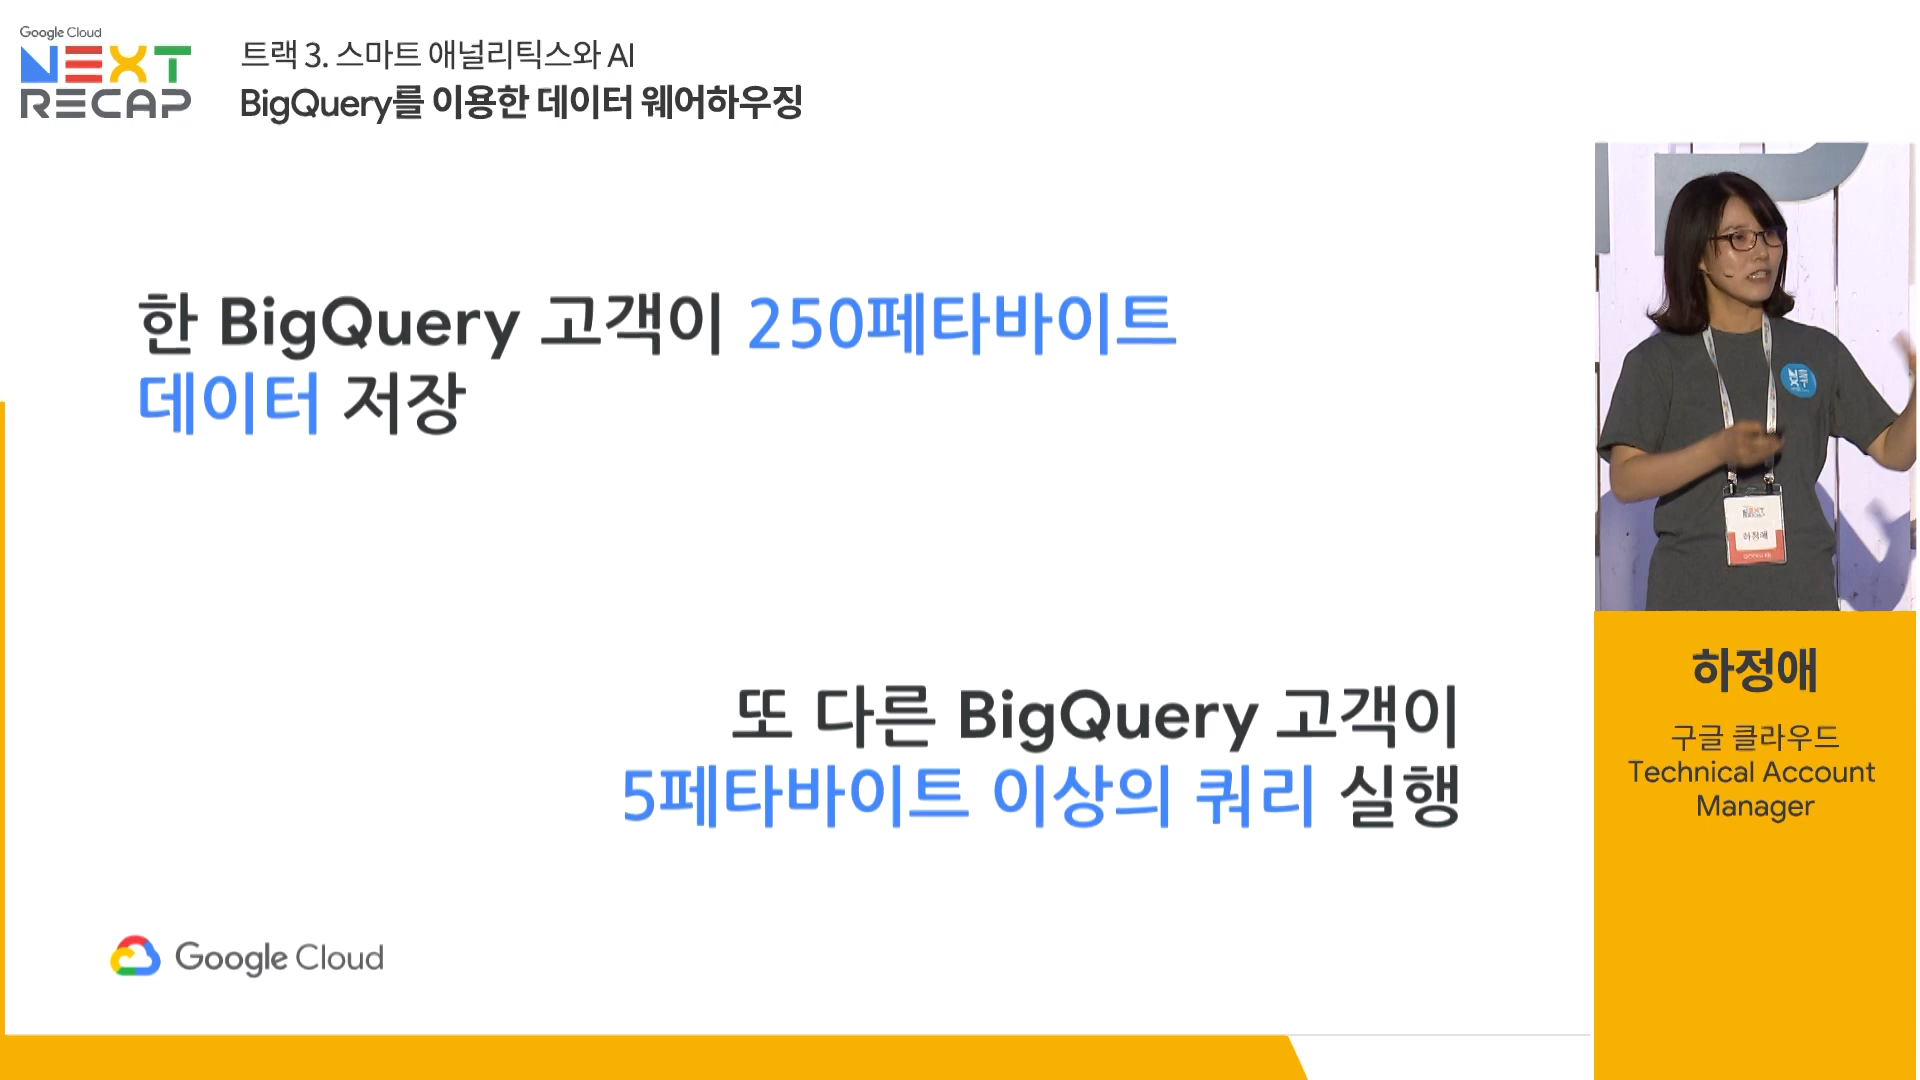 Google Cloud
NEXT
RECAP
트랙 3. 스마트 애널리틱스와 AI
BigQuery를 이용한 데이터 웨어하우징
한 BigQuery 고객이 250페타바이트
데이터 저장
또 다른 BigQuery 고객이
5페타바이트 이상의 쿼리 실행
Google Cloud
NEXT
하정애
하정애
구글 클라우드
Technical Account
Manager